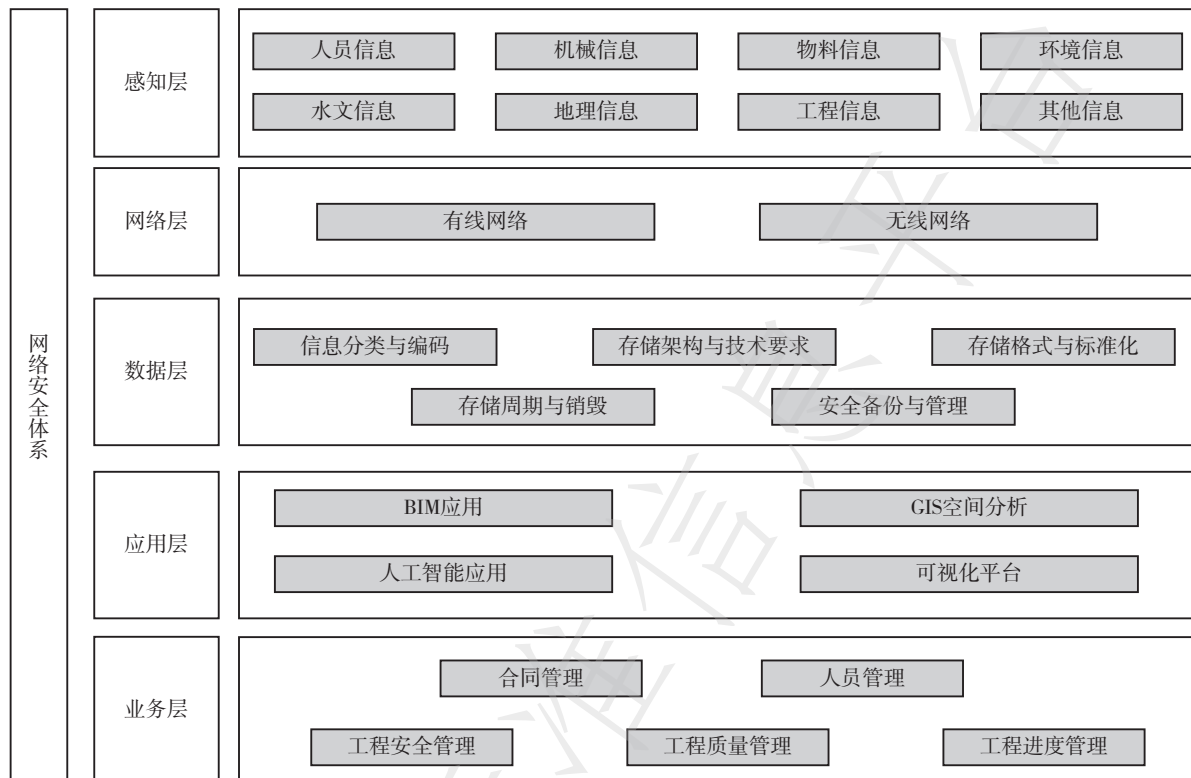 网络安全体系
感知层
人员信息 机械信息 物料信息 环境信息
水文信息 地理信息 工程信息 其他信息
网络层
有线网络 无线网络
数据层
信息分类与编码 存储架构与技术要求 存储格式与标准化
存储周期与销毁 安全备份与管理
应用层
BIM应用 GIS空间分析
人工智能应用 可视化平台
业务层
合同管理 人员管理
工程安全管理 工程质量管理 工程进度管理
准信息平台